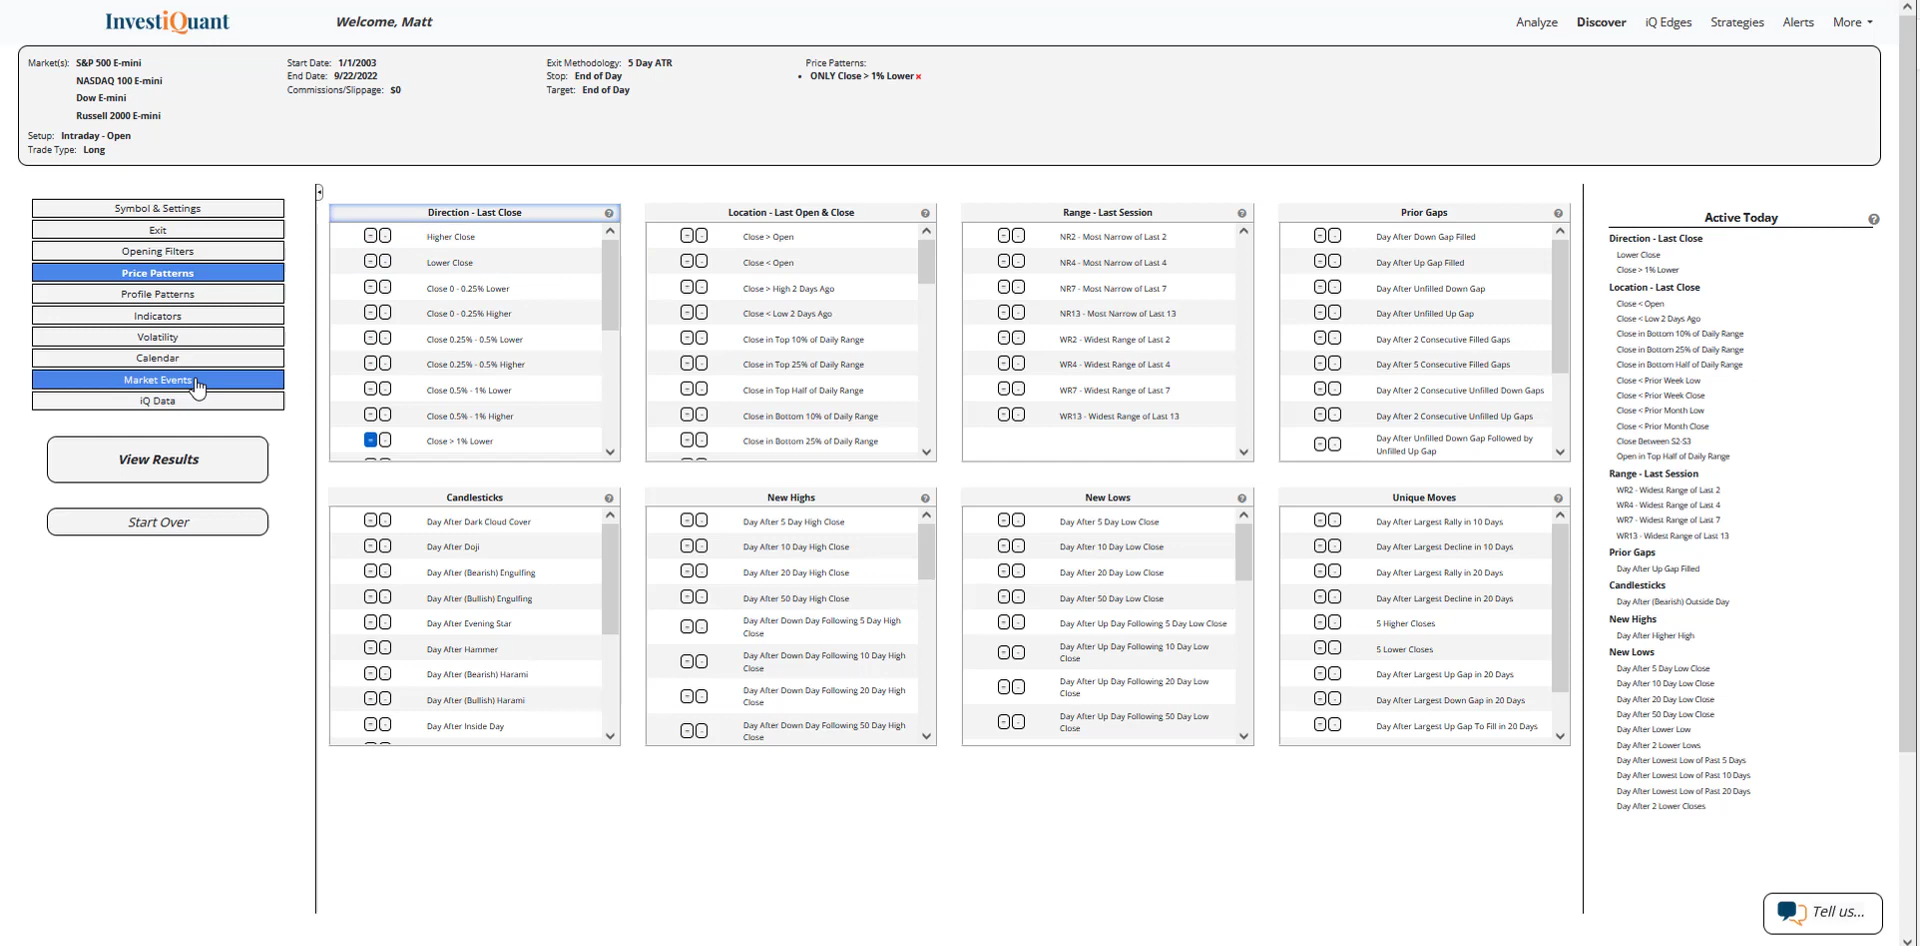 InvestiQuant
Welcome, Matt
Analyze
Discover
iQ Edges
Strategies
Alerts
More
Market(s): S&P 500 E-mini
NASDAQ 100 E-mini
Dow E-mini
Russell 2000 E-mini
Setup: Intraday - Open
Trade Type: Long
Start Date: 1/1/2003
End Date: 9/22/2022
Commissions/Slippage: $0
Exit Methodology: 5 Day ATR
Stop: End of Day
Target: End of Day
Price Patterns:
• ONLY Close > 1% Lower ×
Symbol & Settings
Exit
Opening Filters
Price Patterns
Profile Patterns
Indicators
Volatility
Calendar
Market Events
iQ Data
View Results
Start Over
Direction - Last Close
Higher Close
Lower Close
Close 0 - 0.25% Lower
Close 0 - 0.25% Higher
Close 0.25% - 0.5% Lower
Close 0.25% - 0.5% Higher
Close 0.5% - 1% Lower
Close 0.5% - 1% Higher
Close > 1% Lower
Location - Last Open & Close
Close > Open
Close < Open
Close > High 2 Days Ago
Close < Low 2 Days Ago
Close in Top 10% of Daily Range
Close in Top 25% of Daily Range
Close in Top Half of Daily Range
Close in Bottom 10% of Daily Range
Close in Bottom 25% of Daily Range
Range - Last Session
NR2 - Most Narrow of Last 2
NR4 - Most Narrow of Last 4
NR7 - Most Narrow of Last 7
NR13 - Most Narrow of Last 13
WR2 - Widest Range of Last 2
WR4 - Widest Range of Last 4
WR7 - Widest Range of Last 7
WR13 - Widest Range of Last 13
Prior Gaps
Day After Down Gap Filled
Day After Up Gap Filled
Day After Unfilled Down Gap
Day After Unfilled Up Gap
Day After 2 Consecutive Filled Gaps
Day After 5 Consecutive Filled Gaps
Day After 2 Consecutive Unfilled Down Gaps
Day After 2 Consecutive Unfilled Up Gaps
Day After Unfilled Down Gap Followed by
Unfilled Up Gap
Candlesticks
Day After Dark Cloud Cover
Day After Doji
Day After (Bearish) Engulfing
Day After (Bullish) Engulfing
Day After Evening Star
Day After Hammer
Day After (Bearish) Harami
Day After (Bullish) Harami
Day After Inside Day
New Highs
Day After 5 Day High Close
Day After 10 Day High Close
Day After 20 Day High Close
Day After 50 Day High Close
Day After Down Day Following 5 Day High
Close
Day After Down Day Following 10 Day High
Close
Day After Down Day Following 20 Day High
Close
Day After Down Day Following 50 Day High
Close
New Lows
Day After 5 Day Low Close
Day After 10 Day Low Close
Day After 20 Day Low Close
Day After 50 Day Low Close
Day After Up Day Following 5 Day Low Close
Day After Up Day Following 10 Day Low
Close
Day After Up Day Following 20 Day Low
Close
Day After Up Day Following 50 Day Low
Close
Unique Moves
Day After Largest Rally in 10 Days
Day After Largest Decline in 10 Days
Day After Largest Rally in 20 Days
Day After Largest Decline in 20 Days
5 Higher Closes
5 Lower Closes
Day After Largest Up Gap in 20 Days
Day After Largest Down Gap in 20 Days
Day After Largest Up Gap To Fill in 20 Days
Active Today
Direction - Last Close
Lower Close
Close > 1% Lower
Location - Last Close
Close < Open
Close < Low 2 Days Ago
Close in Bottom 10% of Daily Range
Close in Bottom 25% of Daily Range
Close in Bottom Half of Daily Range
Close < Prior Week Low
Close < Prior Week Close
Close < Prior Month Low
Close < Prior Month Close
Close Between S2-S3
Open in Top Half of Daily Range
Range - Last Session
WR2 - Widest Range of Last 2
WR4 - Widest Range of Last 4
WR7 - Widest Range of Last 7
WR13 - Widest Range of Last 13
Prior Gaps
Day After Up Gap Filled
Candlesticks
Day After (Bearish) Outside Day
New Highs
Day After Higher High
New Lows
Day After 5 Day Low Close
Day After 10 Day Low Close
Day After 20 Day Low Close
Day After 50 Day Low Close
Day After Lower Low
Day After 2 Lower Lows
Day After Lowest Low of Past 5 Days
Day After Lowest Low of Past 10 Days
Day After Lowest Low of Past 20 Days
Day After 2 Lower Closes
Tell us...